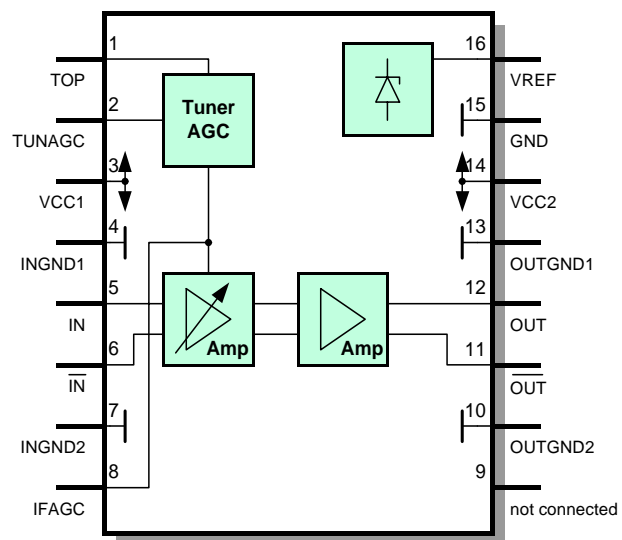 1
16
TOP
VREF
2
Tuner
AGC
15
TUNAGC
GND
3
14
VCC1
VCC2
4
13
INGND1
OUTGND1
5
12
IN
Amp
Amp
OUT
6
11
IN
OUT
7
10
INGND2
OUTGND2
8
9
IFAGC
not connected